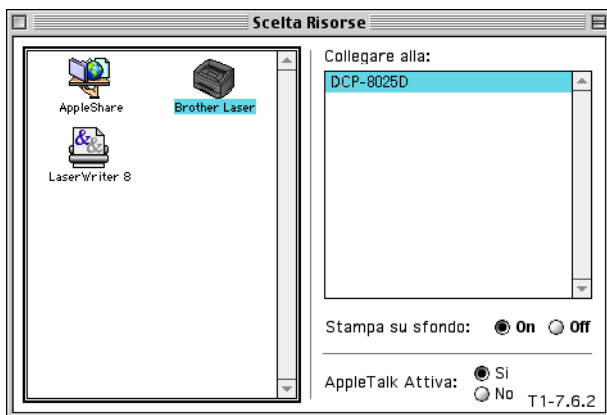 Scelta Risorse
AppleShare
Brother Laser
LaserWriter 8
Collegare alla:
DCP-8025D
Stampa su sfondo: On Off
AppleTalk Attiva: Si
No
T1-7.6.2